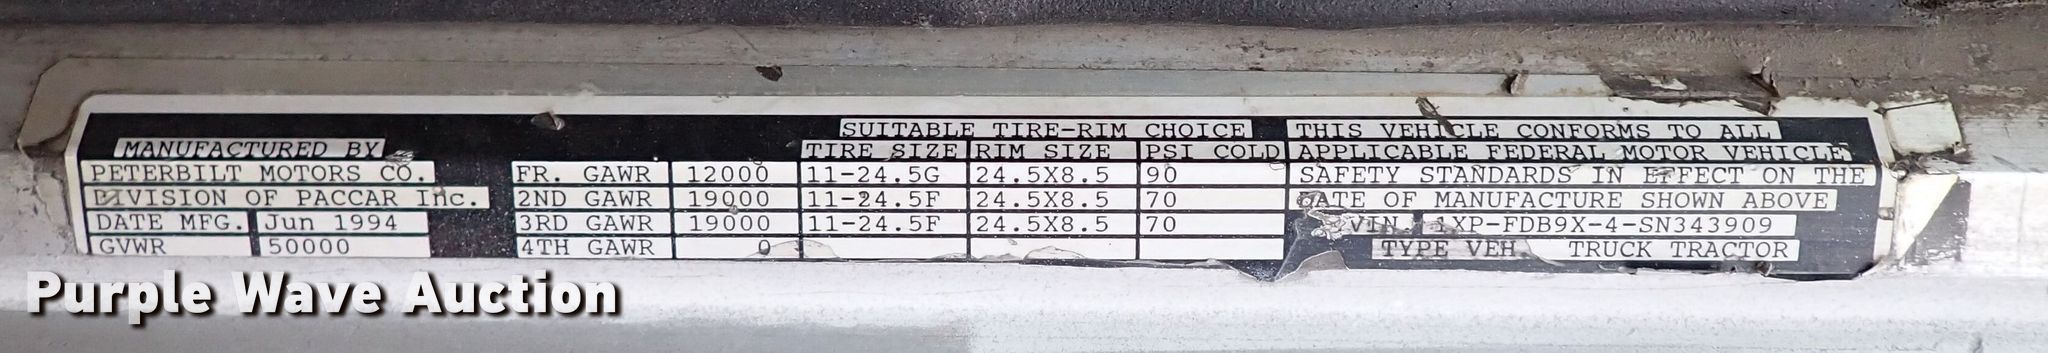 SUITABLE TIRE-RIM CHOICE
MANUFACTURED BY
TIRE SIZE RIM SIZE PSI COLD
PETERBILT MOTORS CO. FR. GAWR 12000 11-24.5G 24.5X8.5 90
DIVISION OF PACCAR Inc. 2ND GAWR 19000 11-24.5F 24.5X8.5 70
DATE MFG. Jun 1994 3RD GAWR 19000 11-24.5F 24.5X8.5 70
GVWR 50000 4TH GAWR 0
THIS VEHICLE CONFORMS TO ALL
APPLICABLE FEDERAL MOTOR VEHICLE
SAFETY STANDARDS IN EFFECT ON THE
DATE OF MANUFACTURE SHOWN ABOVE
VIN. 1XP-FDB9X-4-SN343909
TYPE VEH. TRUCK TRACTOR
Purple Wave Auction